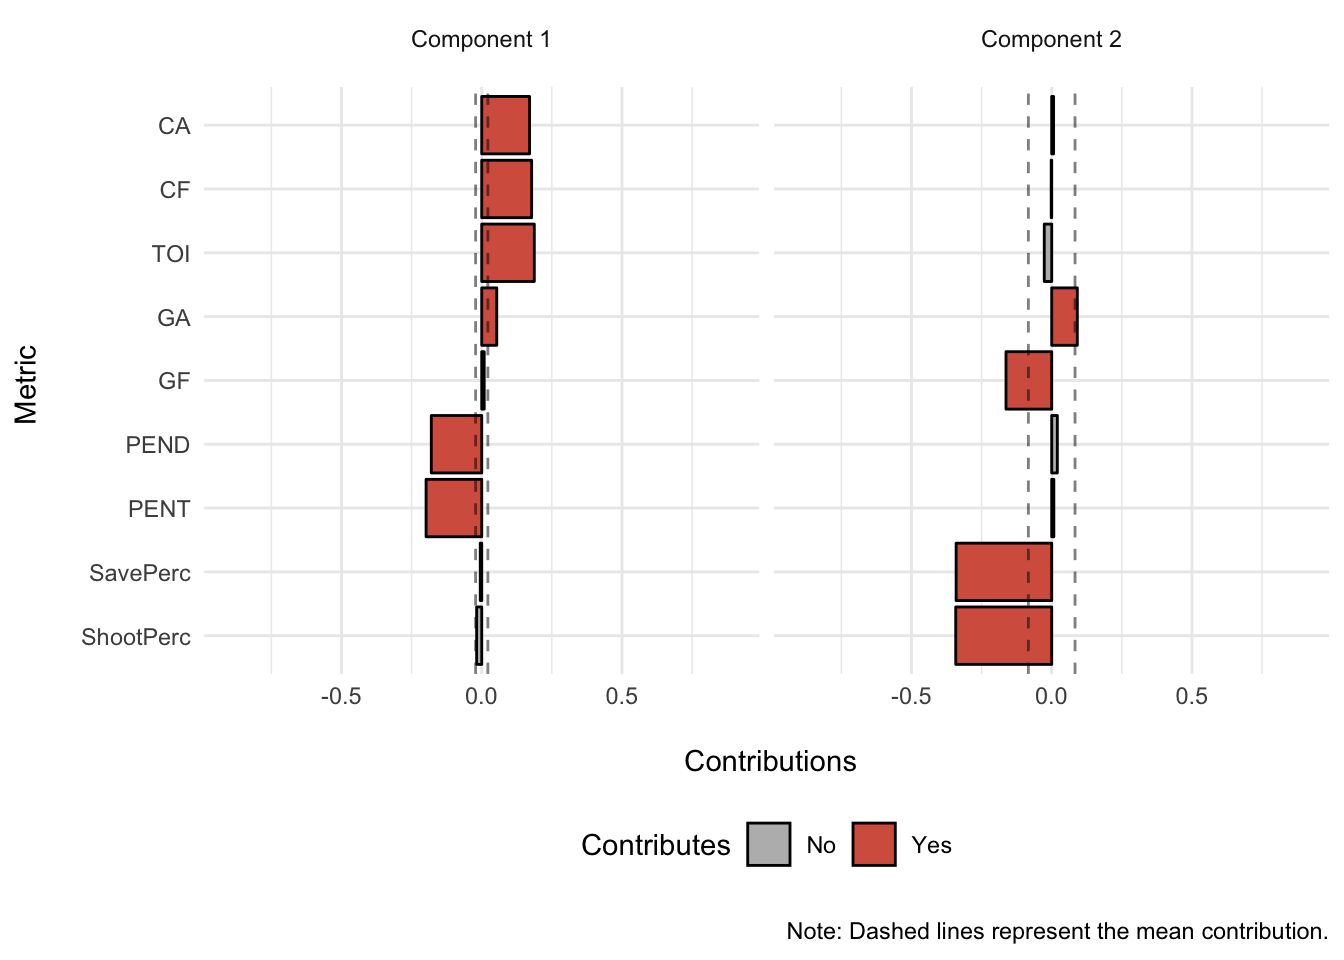 Component 1
Component 2
Metric
CA
CF
TOI
GA
GF
PEND
PENT
SavePerc
ShootPerc
-0.5 0.0 0.5
-0.5 0.0 0.5
Contributions
Contributes No Yes
Note: Dashed lines represent the mean contribution.